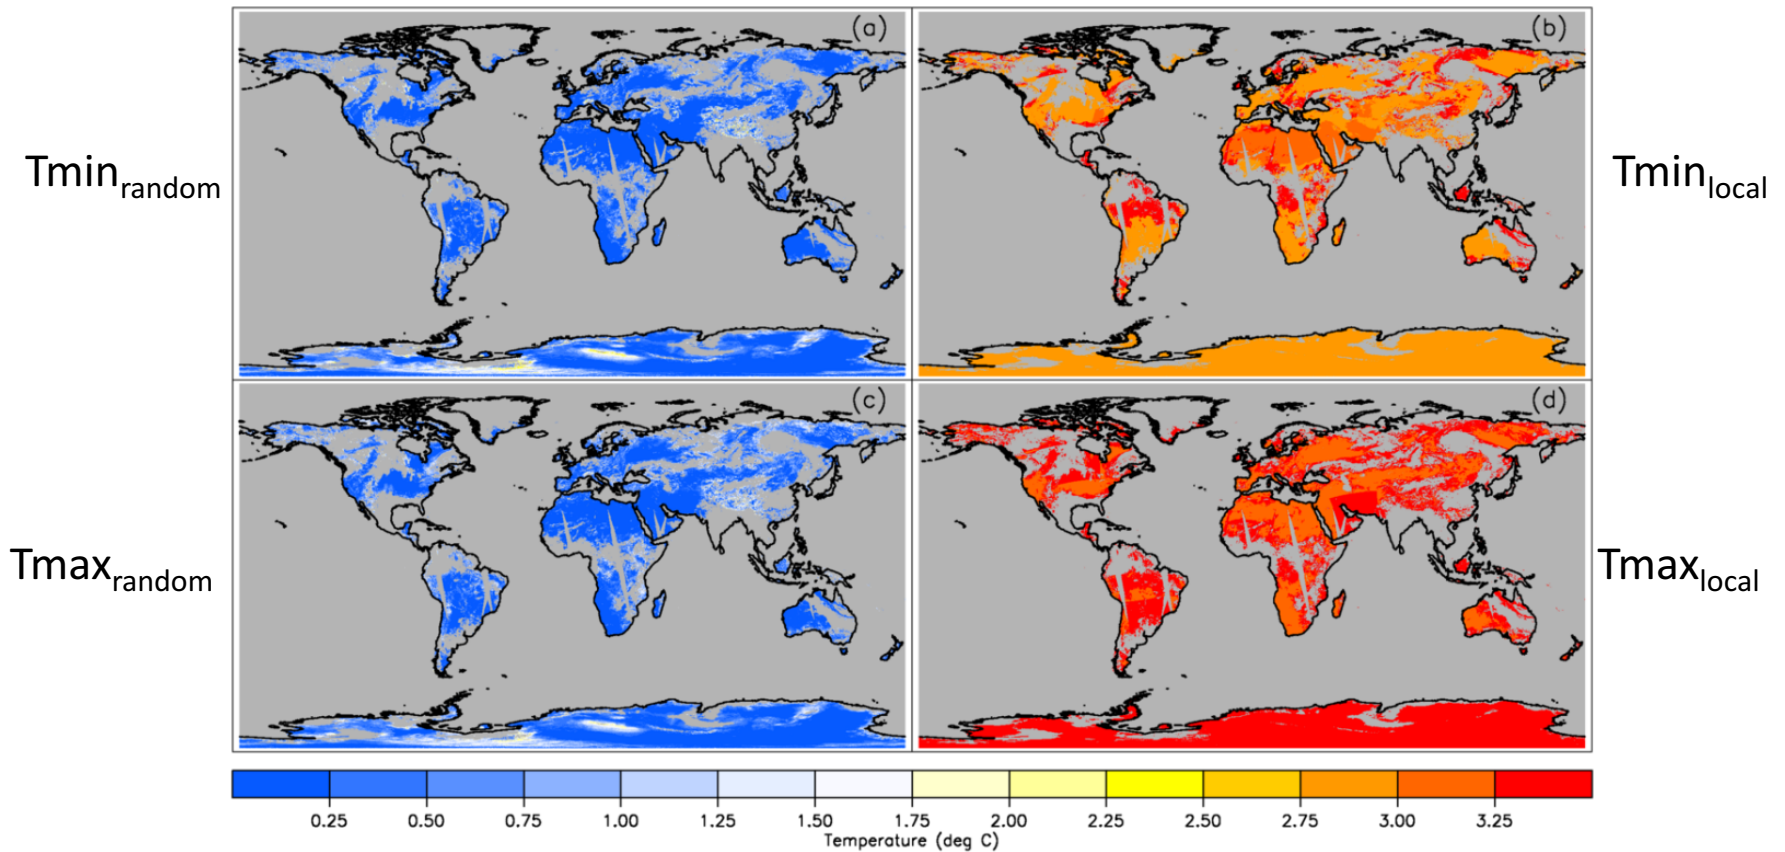 (a)
(b)
Tmin random
Tmin local
(c)
(d)
Tmax random
Tmax local
0.25 0.50 0.75 1.00 1.25 1.50 1.75 2.00 2.25 2.50 2.75 3.00 3.25
Temperature (deg C)